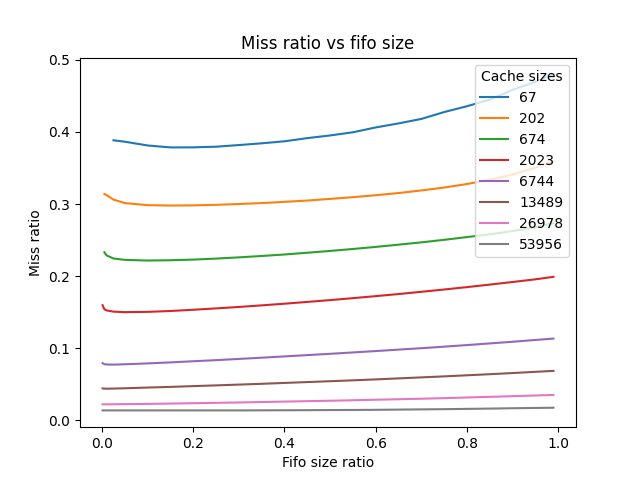 Miss ratio vs fifo size
Cache sizes
67
202
674
2023
6744
13489
26978
53956
Miss ratio
0.5
0.4
0.3
0.2
0.1
0.0
0.0 0.2 0.4 0.6 0.8 1.0
Fifo size ratio